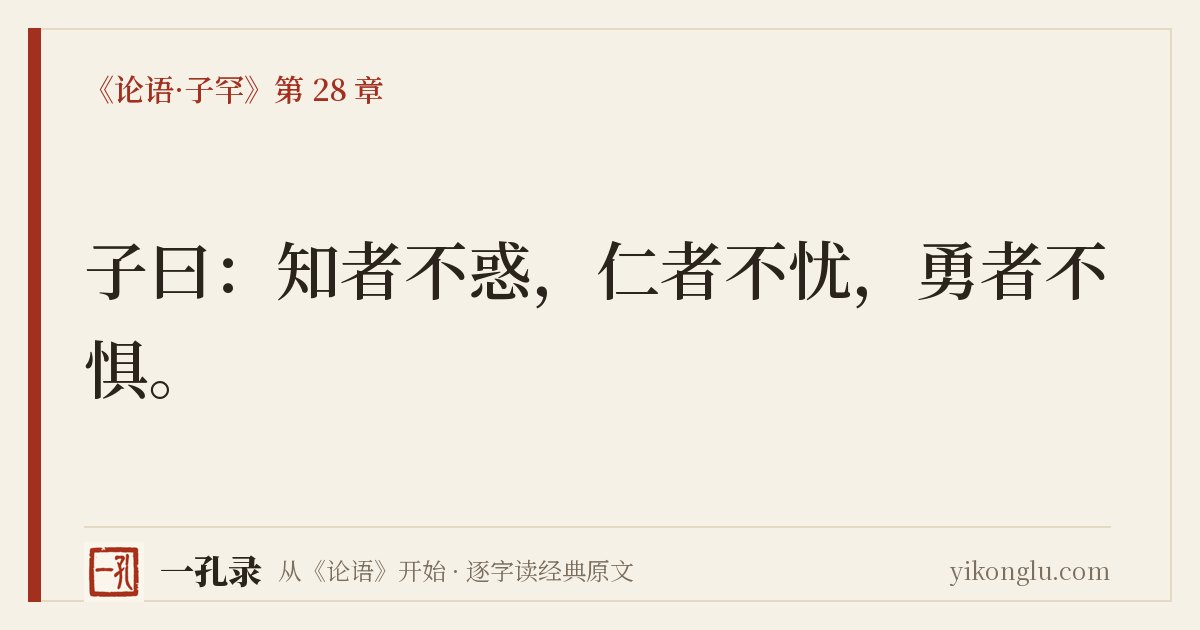 《论语·子罕》第 28 章
子曰：知者不惑，仁者不忧，勇者不
惧。
一孔
一孔录 从《论语》开始 · 逐字读经典原文 yikonglu.com